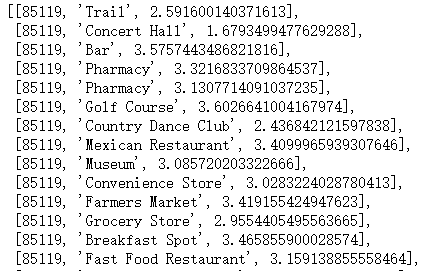 [[85119, 'Trail', 2.591600140371613],
[85119, 'Concert Hall', 1.6793499477629288],
[85119, 'Bar', 3.5757443486821816],
[85119, 'Pharmacy', 3.3216833709864537],
[85119, 'Pharmacy', 3.1307714091037235],
[85119, 'Golf Course', 3.6026641004167974],
[85119, 'Country Dance Club', 2.436842121597838],
[85119, 'Mexican Restaurant', 3.4099965939307646],
[85119, 'Museum', 3.085720203322666],
[85119, 'Convenience Store', 3.0283224028780413],
[85119, 'Farmers Market', 3.419155424947623],
[85119, 'Grocery Store', 2.9554405495563665],
[85119, 'Breakfast Spot', 3.465855900028574],
[85119, 'Fast Food Restaurant', 3.159138855558464],